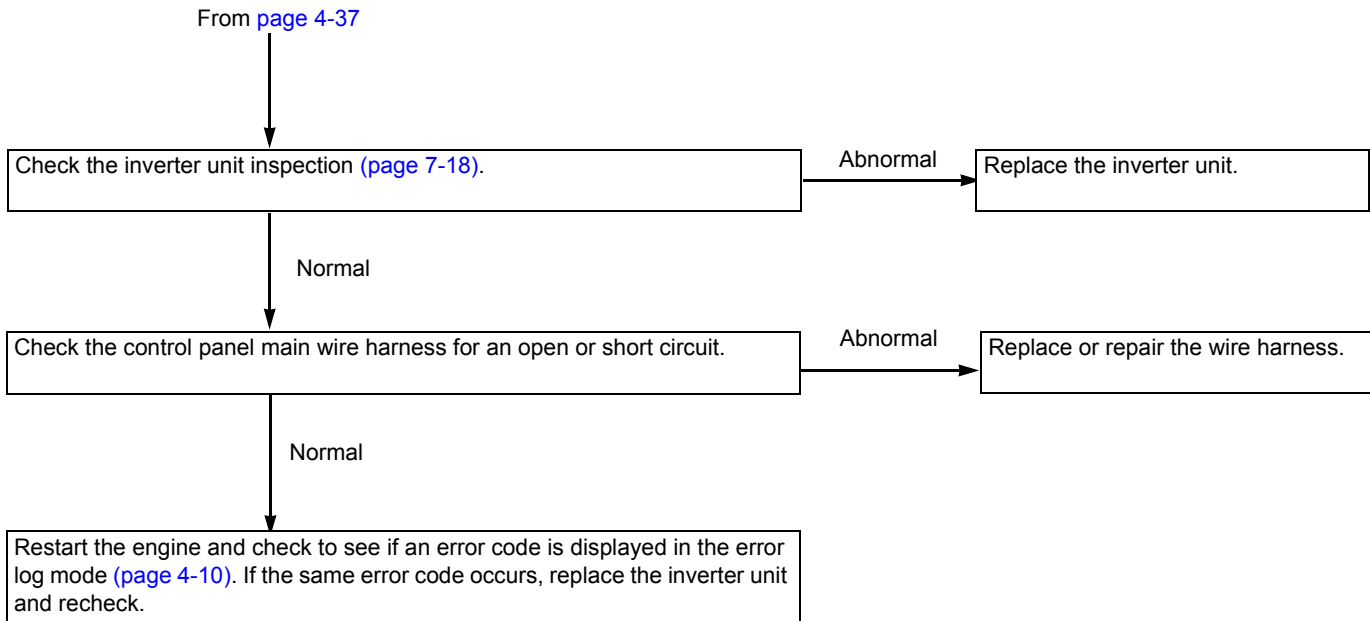 From page 4-37
Check the inverter unit inspection (page 7-18).
Abnormal
Replace the inverter unit.
Normal
Check the control panel main wire harness for an open or short circuit.
Abnormal
Replace or repair the wire harness.
Normal
Restart the engine and check to see if an error code is displayed in the error
log mode (page 4-10). If the same error code occurs, replace the inverter unit
and recheck.